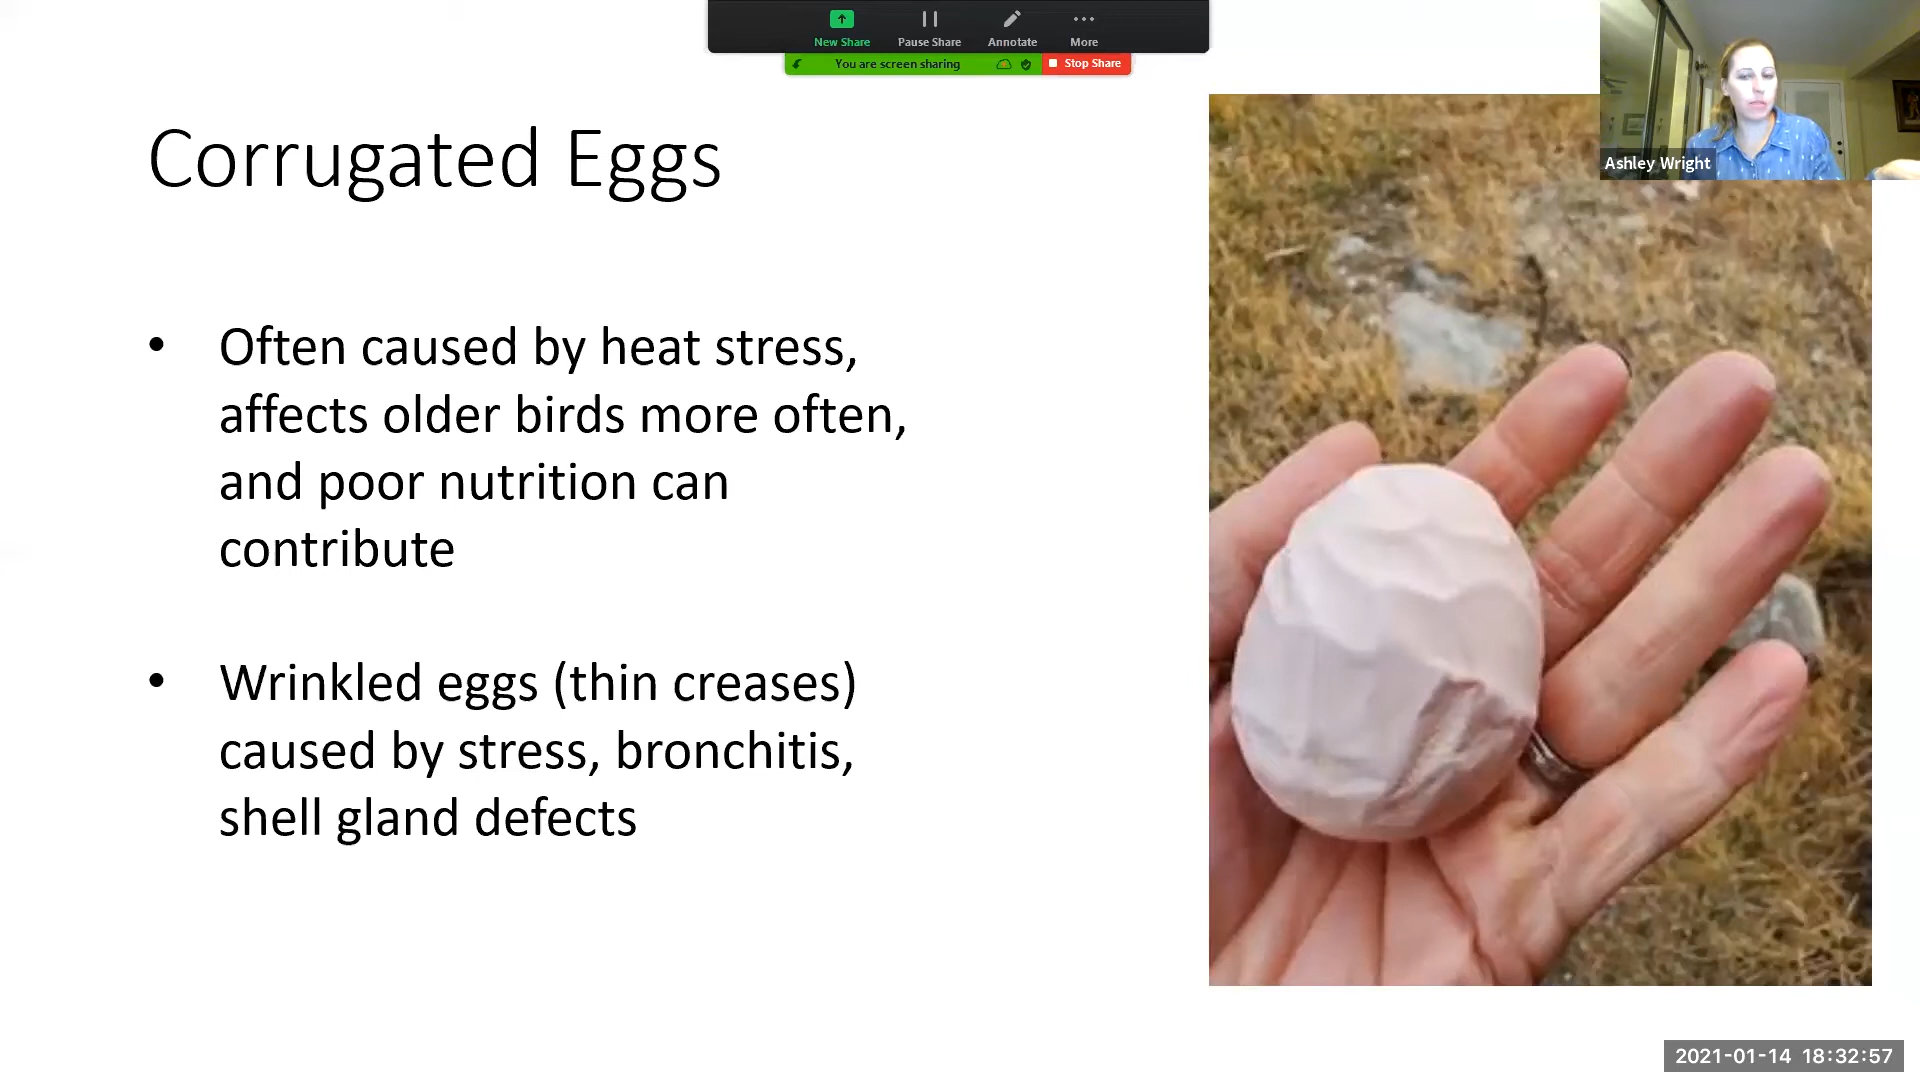 New Share
Pause Share
Annotate
More
You are screen sharing
Stop Share
Ashley Wright
Corrugated Eggs
• Often caused by heat stress,
affects older birds more often,
and poor nutrition can
contribute
• Wrinkled eggs (thin creases)
caused by stress, bronchitis,
shell gland defects
2021-01-14 18:32:57